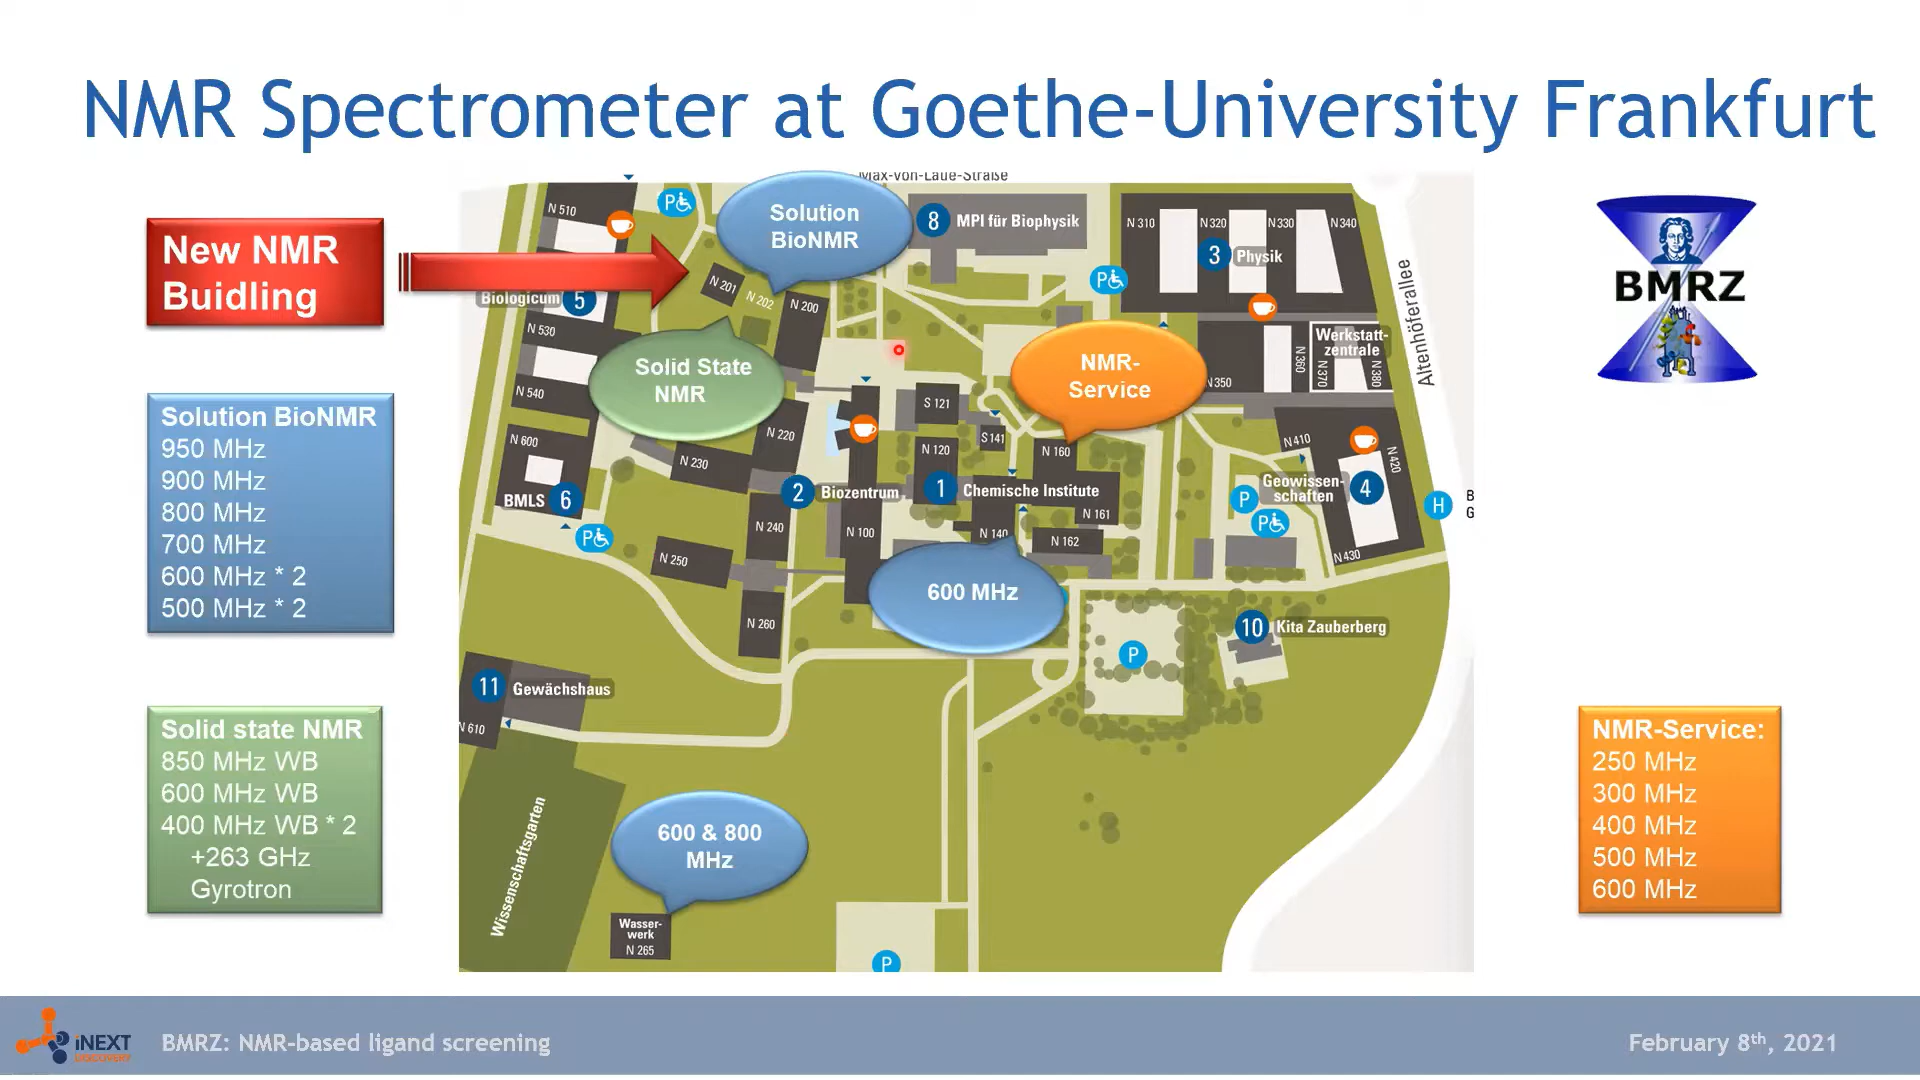 NMR Spectrometer at Goethe-University Frankfurt
Max-von-Laue-Straße
New NMR
Buidling
Solution BioNMR
950 MHz
900 MHz
800 MHz
700 MHz
600 MHz * 2
500 MHz * 2
Solid state NMR
850 MHz WB
600 MHz WB
400 MHz WB * 2
+263 GHz
Gyrotron
N 510
P
Solution
BioNMR
8 MPI für Biophysik
N 310
N 320
N 330
N 340
3 Physik
P
N 201
N 202
N 200
Biologicum 5
N 530
Solid State
NMR
NMR-
Service
Werkstatt-
zentrale
N 350
N 360
N 370
N 380
Altenhöferallee
N 540
S 121
N 600
N 220
N 230
N 120
S 141
N 160
N 410
N 420
BMLS 6
2 Biozentrum
1 Chemische Institute
Geowissen-
schaften 4
P
P
H
B
G
P
N 240
N 100
N 140
N 161
N 162
N 430
N 250
600 MHz
N 260
10 Kita Zauberberg
P
11 Gewächshaus
N 610
Wissenschaftsgarten
600 & 800
MHz
Wasser-
werk
N 265
P
BMRZ
NMR-Service:
250 MHz
300 MHz
400 MHz
500 MHz
600 MHz
iNEXT
DISCOVERY
BMRZ: NMR-based ligand screening
February 8th, 2021